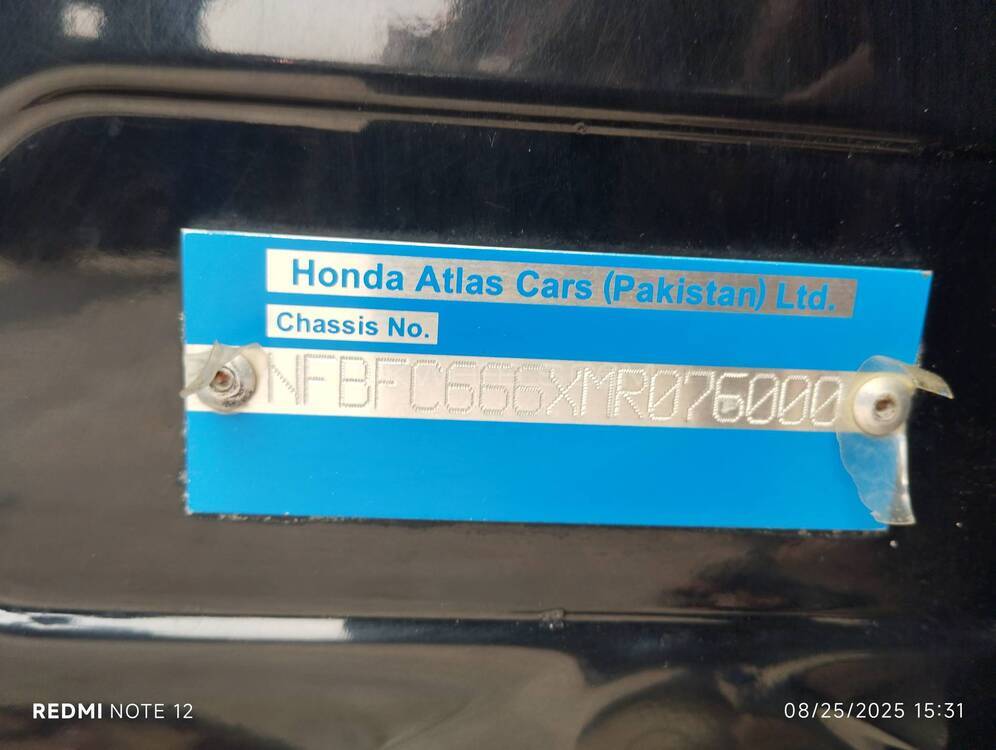 Honda Atlas Cars (Pakistan) Ltd.
Chassis No.
NFBFC666XMR076000
REDMI NOTE 12
08/25/2025 15:31